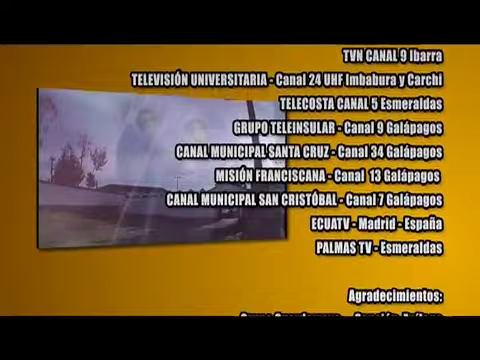 TVN CANAL 9 Ibarra
TELEVISIÓN UNIVERSITARIA - Canal 24 UHF Imbabura y Carchi
TELECOSTA CANAL 5 Esmeraldas
GRUPO TELEINSULAR - Canal 9 Galápagos
CANAL MUNICIPAL SANTA CRUZ - Canal 34 Galápagos
MISIÓN FRANCISCANA - Canal 13 Galápagos
CANAL MUNICIPAL SAN CRISTÓBAL - Canal 7 Galápagos
ECUATV - Madrid - España
PALMAS TV - Esmeraldas
Agradecimientos: